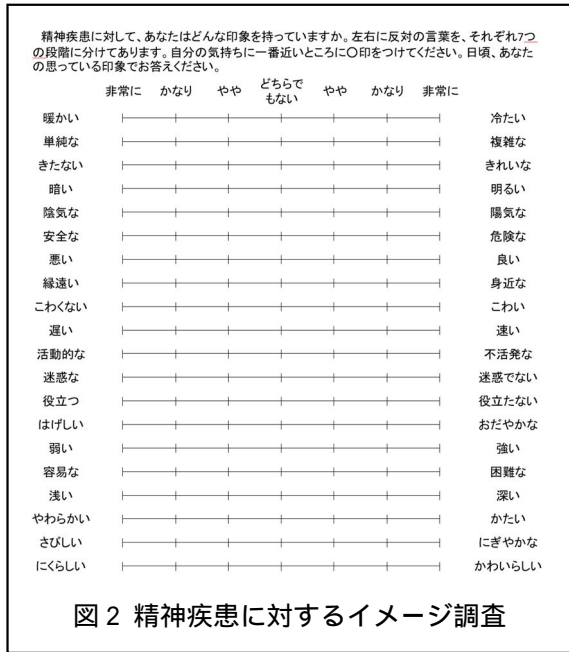 精神疾患に対して、あなたはどんな印象を持っていますか。左右に反対の言葉を、それぞれ7つ
の段階に分けてあります。自分の気持ちに一番近いところに〇印をつけてください。日頃、あなた
の思っている印象でお答えください。
非常に かなり やや どちらでもない やや かなり 非常に
暖かい 冷たい
単純な 複雑な
きたない きれいな
暗い 明るい
陰気な 陽気な
安全な 危険な
悪い 良い
縁遠い 身近な
こわくない こわい
遅い 速い
活動的な 不活発な
迷惑な 迷惑でない
役立つ 役立たない
はげしい おだやかな
弱い 強い
容易な 困難な
浅い 深い
やわらかい かたい
さびしい にぎやかな
にくらしい かわいらしい
図2 精神疾患に対するイメージ調査